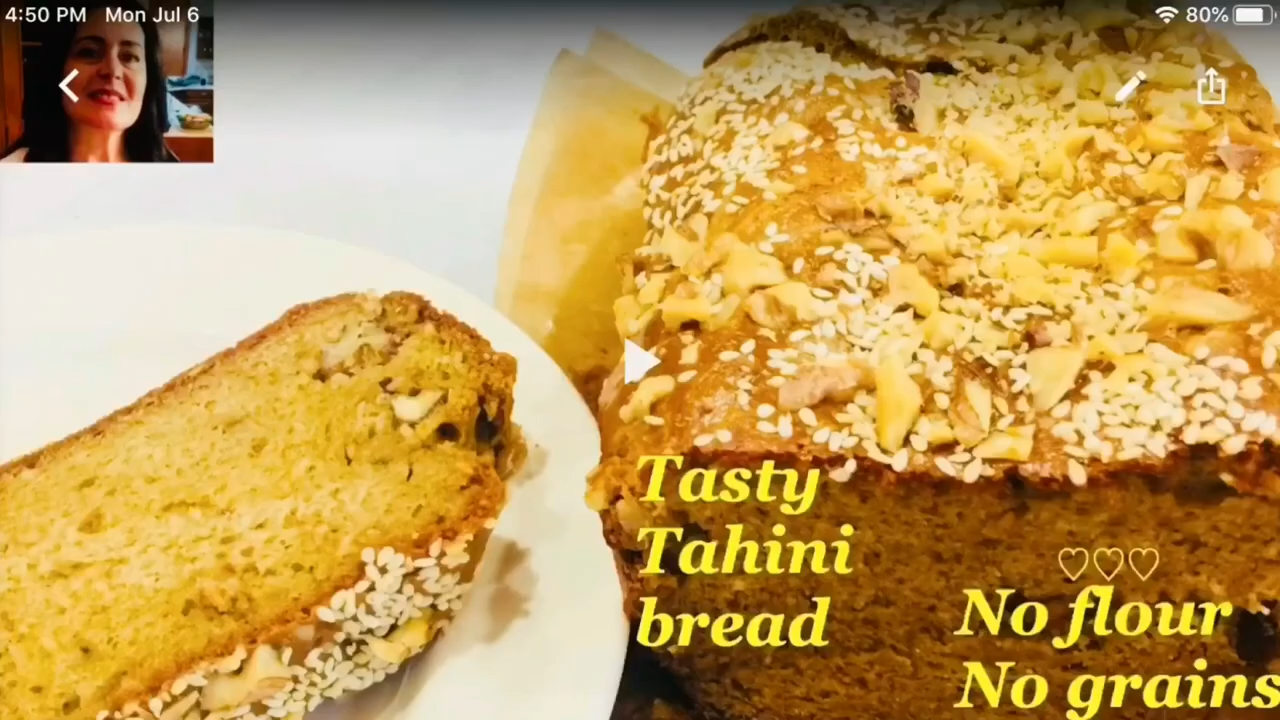 4:50 PM Mon Jul 6
80%
Tasty
Tahini
bread
♡♡♡
No flour
No grains